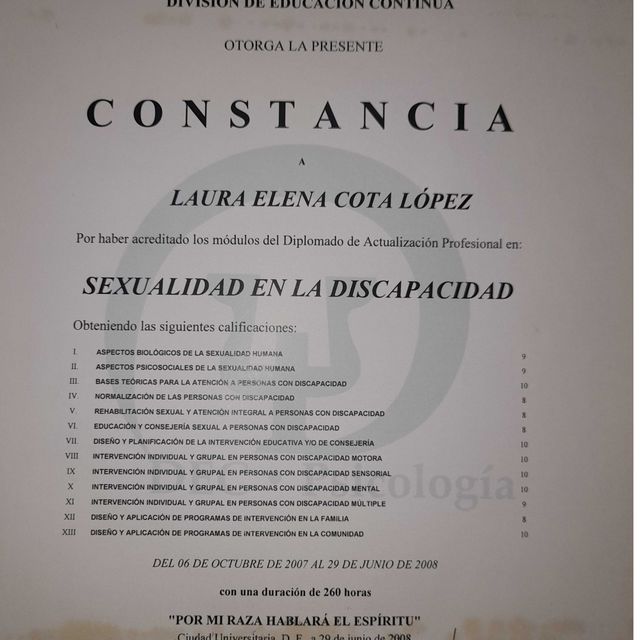 DIVISIÓN DE EDUCACIÓN CONTINUA
OTORGA LA PRESENTE
CONSTANCIA
A
LAURA ELENA COTA LÓPEZ
Por haber acreditado los módulos del Diplomado de Actualización Profesional en:
SEXUALIDAD EN LA DISCAPACIDAD
Obteniendo las siguientes calificaciones:
I. ASPECTOS BIOLÓGICOS DE LA SEXUALIDAD HUMANA 9
II. ASPECTOS PSICOSOCIALES DE LA SEXUALIDAD HUMANA 9
III. BASES TEÓRICAS PARA LA ATENCIÓN A PERSONAS CON DISCAPACIDAD 10
IV. NORMALIZACIÓN DE LAS PERSONAS CON DISCAPACIDAD 8
V. REHABILITACIÓN SEXUAL Y ATENCIÓN INTEGRAL A PERSONAS CON DISCAPACIDAD 8
VI. EDUCACIÓN Y CONSEJERÍA SEXUAL A PERSONAS CON DISCAPACIDAD 8
VII. DISEÑO Y PLANIFICACIÓN DE LA INTERVENCIÓN EDUCATIVA Y/O DE CONSEJERÍA 10
VIII INTERVENCIÓN INDIVIDUAL Y GRUPAL EN PERSONAS CON DISCAPACIDAD MOTORA 10
IX INTERVENCIÓN INDIVIDUAL Y GRUPAL EN PERSONAS CON DISCAPACIDAD SENSORIAL 10
X INTERVENCIÓN INDIVIDUAL Y GRUPAL EN PERSONAS CON DISCAPACIDAD MENTAL 10
XI INTERVENCIÓN INDIVIDUAL Y GRUPAL EN PERSONAS CON DISCAPACIDAD MÚLTIPLE 9
XII DISEÑO Y APLICACIÓN DE PROGRAMAS DE INTERVENCIÓN EN LA FAMILIA 8
XIII DISEÑO Y APLICACIÓN DE PROGRAMAS DE INTERVENCIÓN EN LA COMUNIDAD 10
DEL 06 DE OCTUBRE DE 2007 AL 29 DE JUNIO DE 2008
con una duración de 260 horas
"POR MI RAZA HABLARÁ EL ESPÍRITU"
Ciudad Universitaria, D. F., a 29 de junio de 2008